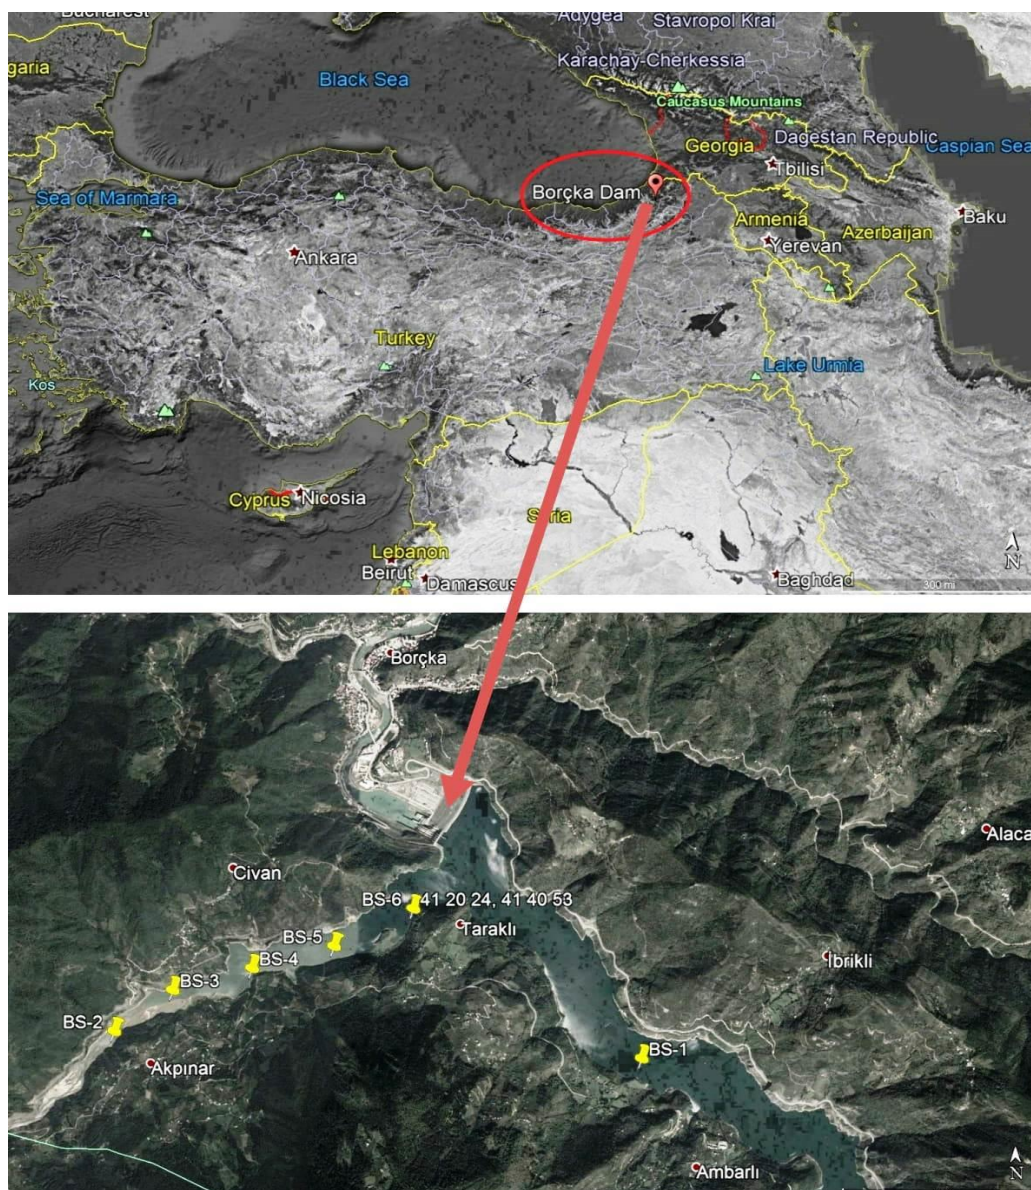 Bucharest
Adygea
Stavropol Krai
garia
Black Sea
Karachay-Cherkessia
Caucasus Mountains
Dagestan Republic
Caspian Sea
Georgia
Tbilisi
Sea of Marmara
Borçka Dam
Armenia
Baku
Azerbaijan
Yerevan
Ankara
Turkey
Lake Urmia
Kos
Cyprus
Nicosia
Syria
Lebanon
Beirut
Damascus
Baghdad
300 mi
N
Borçka
Alaca
Civan
BS-6
41 20 24, 41 40 53
Taraklı
BS-5
BS-4
İbrikli
BS-3
BS-2
BS-1
Akpınar
Ambarlı
N